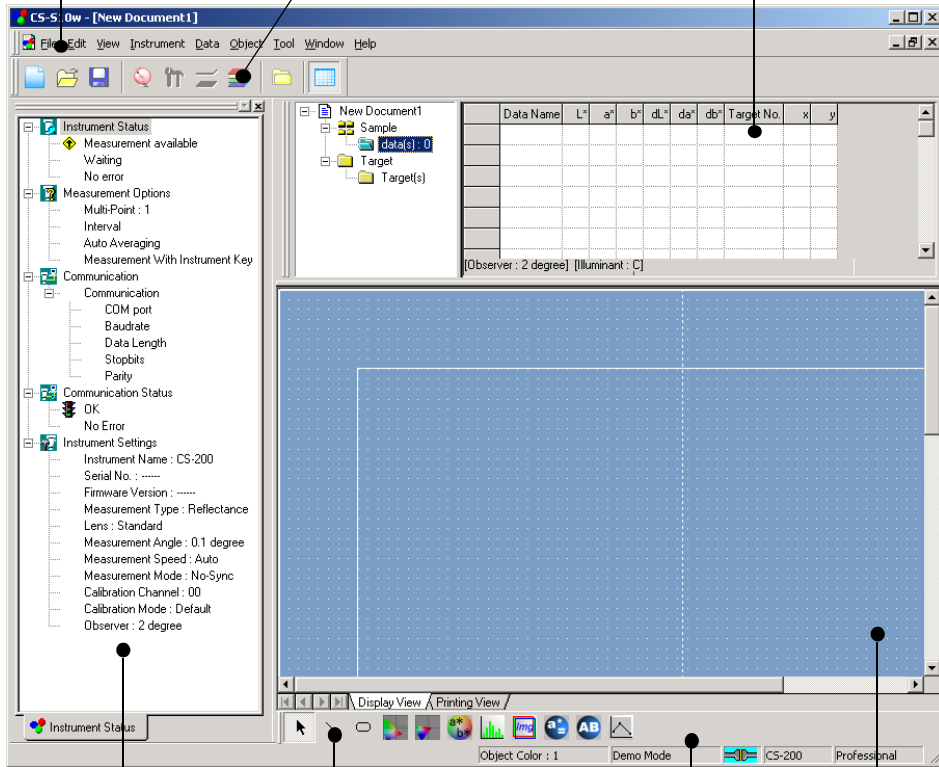 CS-S10w - [New Document1]
File Edit View Instrument Data Object Tool Window Help
Instrument Status
Measurement available
Waiting
No error
Measurement Options
Multi-Point : 1
Interval
Auto Averaging
Measurement With Instrument Key
Communication
Communication
COM port
Baudrate
Data Length
Stopbits
Parity
Communication Status
OK
No Error
Instrument Settings
Instrument Name : CS-200
Serial No. : ------
Firmware Version : ------
Measurement Type : Reflectance
Lens : Standard
Measurement Angle : 0.1 degree
Measurement Speed : Auto
Measurement Mode : No-Sync
Calibration Channel : 00
Calibration Mode : Default
Observer : 2 degree
Instrument Status
New Document1
Sample
data(s) : 0
Target
Target(s)
Data Name L* a* b* dL* da* db* Target No. x y
[Observer : 2 degree] [Illuminant : C]
Display View Printing View
a* b* Img a* AB
Object Color : 1 Demo Mode CS-200 Professional